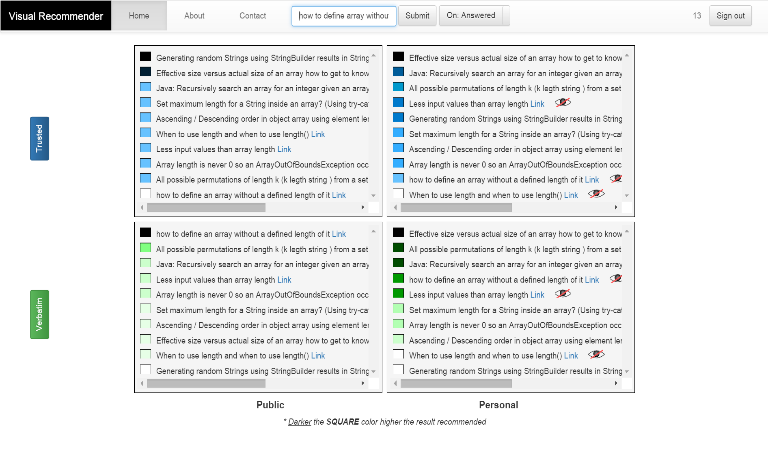 Visual Recommender Home About Contact how to define array withou Submit On: Answered 13 Sign out
Trusted
Generating random Strings using StringBuilder results in String
Effective size versus actual size of an array how to get to know
Java: Recursively search an array for an integer given an array
Set maximum length for a String inside an array? (Using try-cat
Ascending / Descending order in object array using element ler
When to use length and when to use length() Link
Less input values than array length Link
Array length is never 0 so an ArrayOutOfBoundsException occ
All possible permutations of length k (k legth string ) from a set
how to define an array without a defined length of it Link
Effective size versus actual size of an array how to get to know
Java: Recursively search an array for an integer given an array
All possible permutations of length k (k legth string ) from a set
Less input values than array length Link
Generating random Strings using StringBuilder results in String
Set maximum length for a String inside an array? (Using try-cat
Ascending / Descending order in object array using element ler
Array length is never 0 so an ArrayOutOfBoundsException occ
how to define an array without a defined length of it Link
When to use length and when to use length() Link
Verbatim
how to define an array without a defined length of it Link
All possible permutations of length k (k legth string ) from a set
Java: Recursively search an array for an integer given an array
Less input values than array length Link
Array length is never 0 so an ArrayOutOfBoundsException occ
Set maximum length for a String inside an array? (Using try-cat
Ascending / Descending order in object array using element ler
Effective size versus actual size of an array how to get to know
When to use length and when to use length() Link
Generating random Strings using StringBuilder results in String
Effective size versus actual size of an array how to get to know
All possible permutations of length k (k legth string ) from a set
Java: Recursively search an array for an integer given an array
how to define an array without a defined length of it Link
Less input values than array length Link
Set maximum length for a String inside an array? (Using try-cat
Array length is never 0 so an ArrayOutOfBoundsException occ
Ascending / Descending order in object array using element ler
When to use length and when to use length() Link
Generating random Strings using StringBuilder results in String
Public Personal
* Darker the SQUARE color higher the result recommended